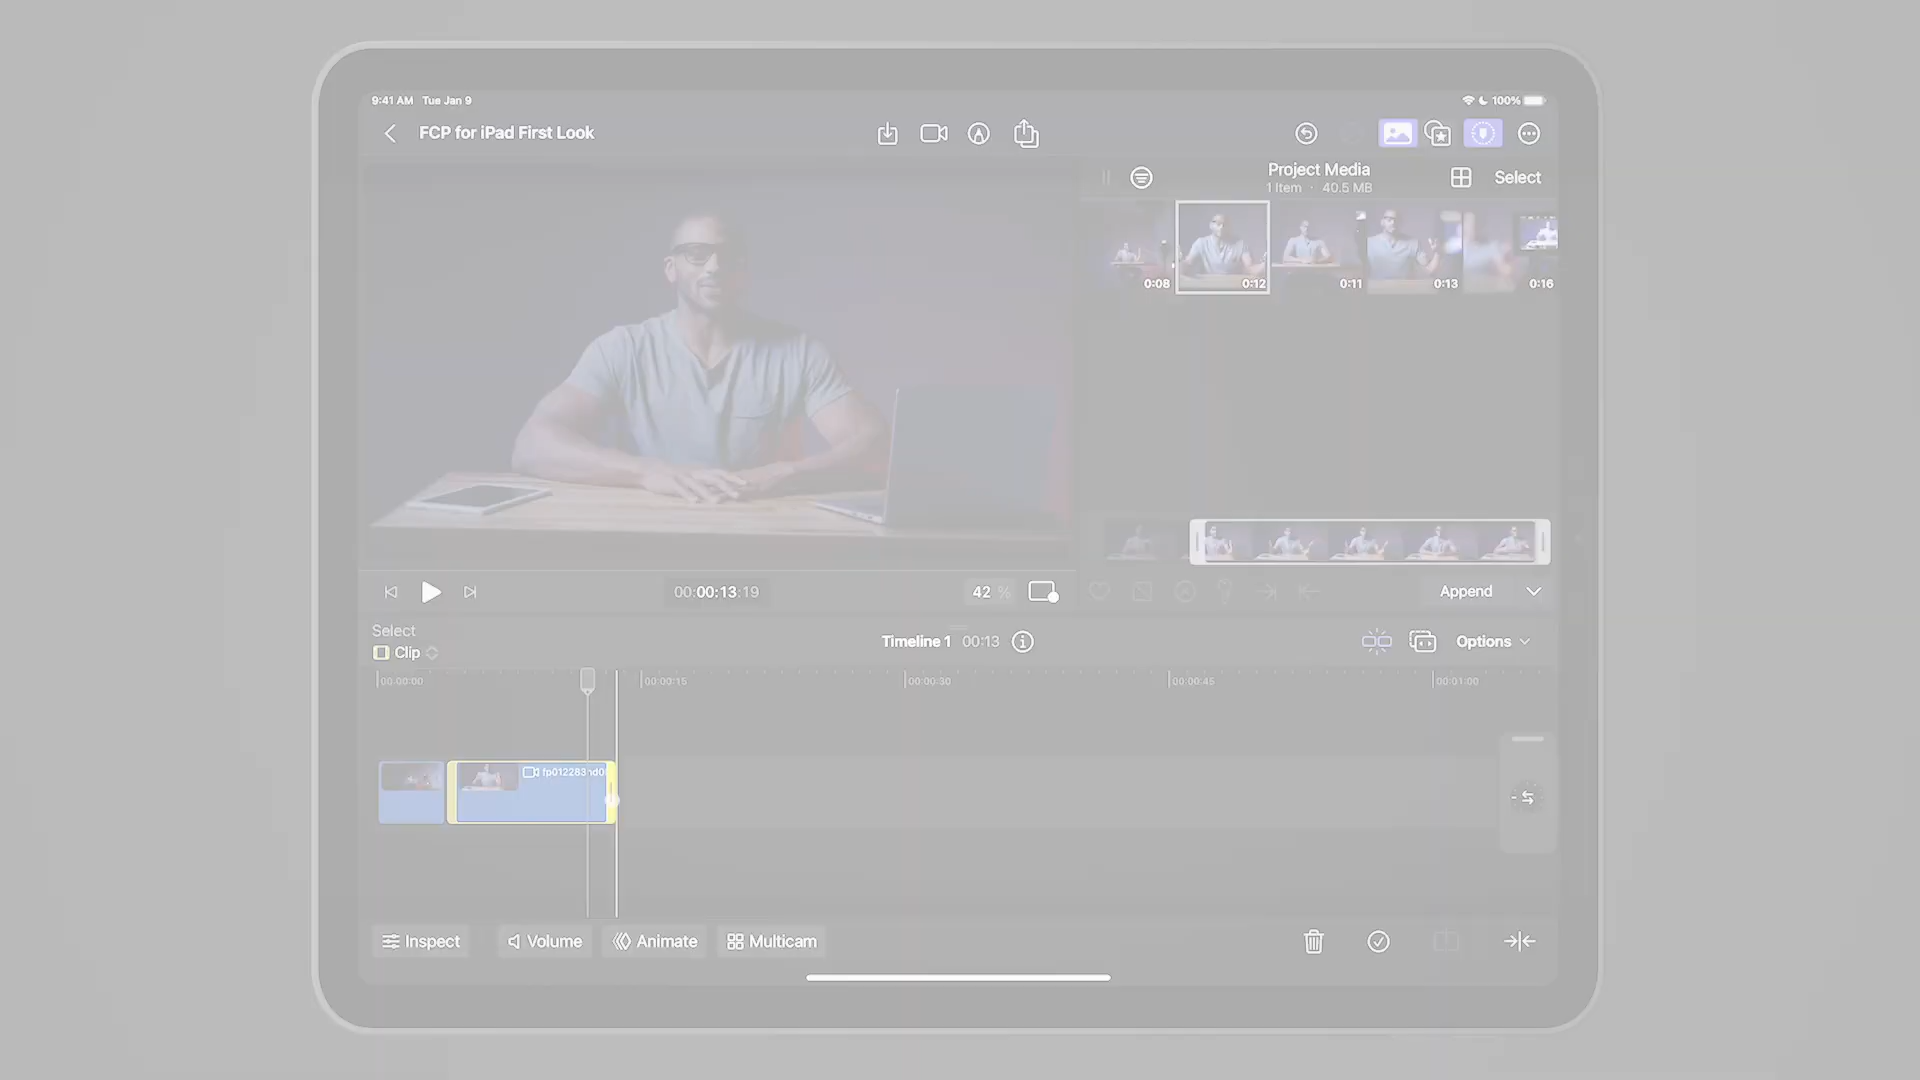 9:41 AM Tue Jan 9
100%
FCP for iPad First Look
Project Media
1 Item · 40.5 MB
Select
0:08
0:12
0:11
0:13
0:16
00:00:13:19
42 %
Append
Select
Clip
Timeline 1 00:13
Options
00:00:00
00:00:15
00:00:30
00:00:45
00:01:00
Inspect
Volume
Animate
Multicam